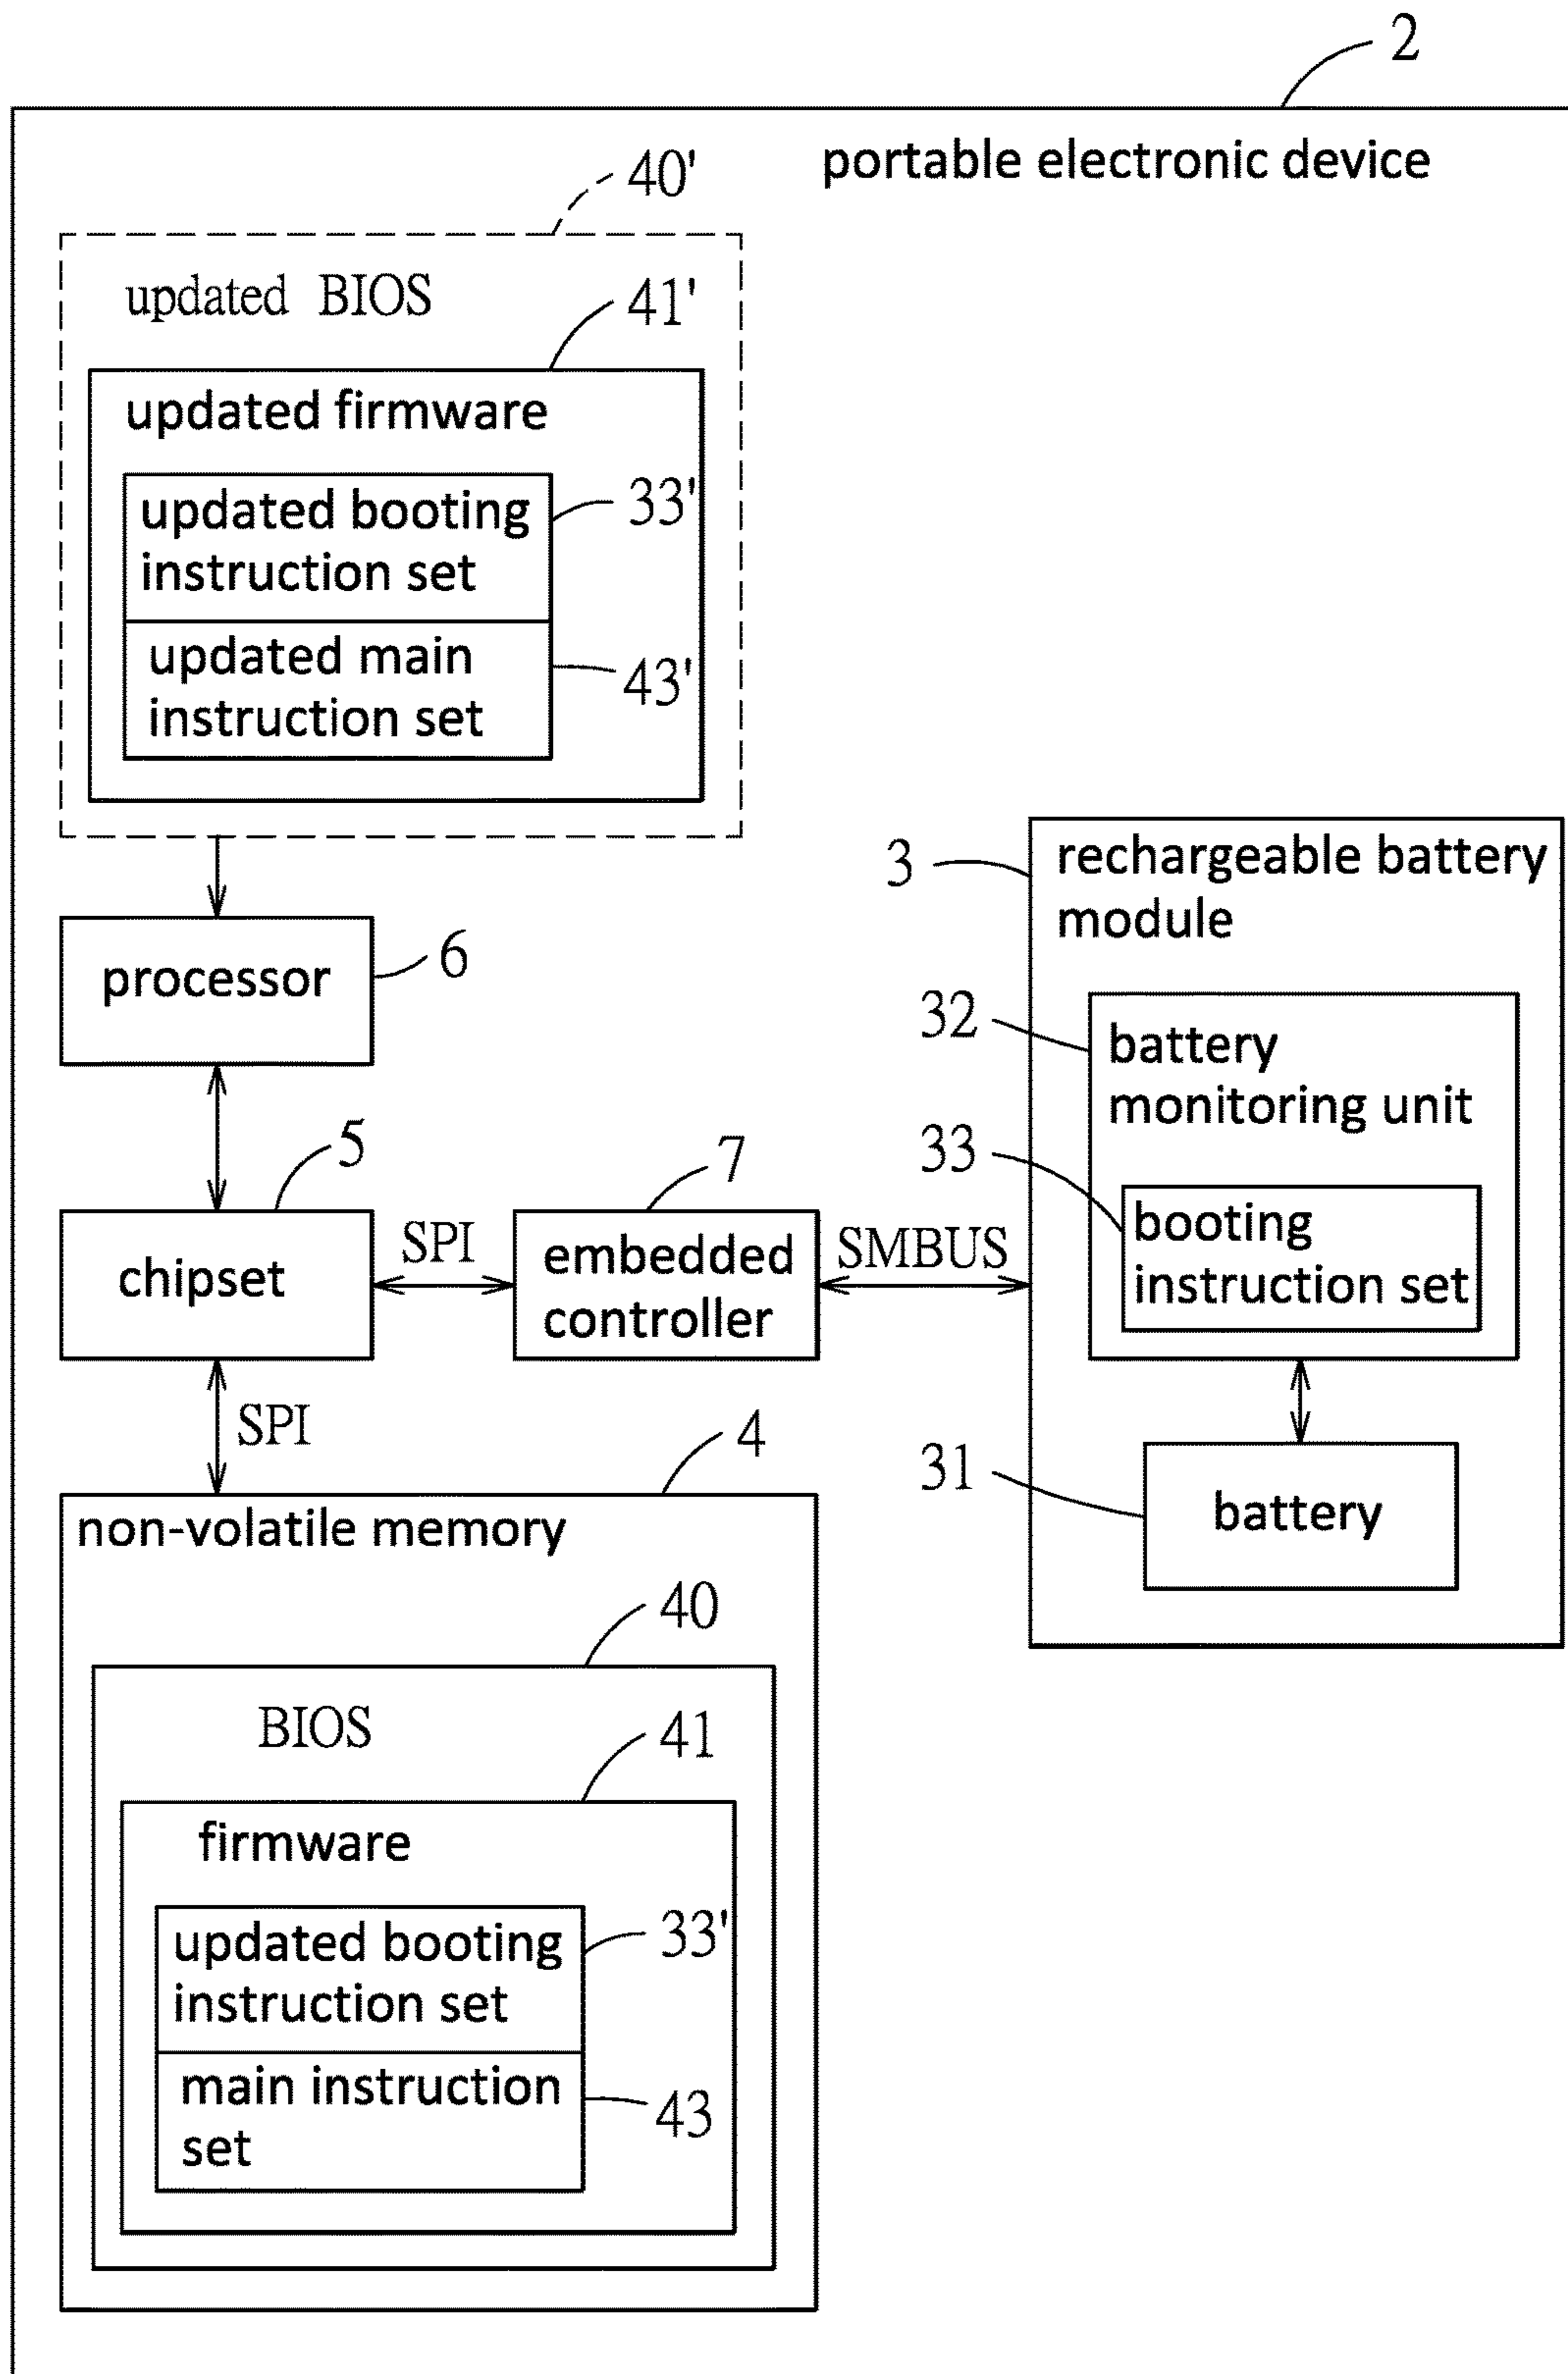 2
portable electronic device
40'
updated BIOS
41'
updated firmware
updated booting
instruction set
33'
updated main
instruction set
43'
processor
6
3
rechargeable battery
module
32
battery
monitoring unit
33
booting
instruction set
5
chipset
SPI
7
embedded
controller
SMBUS
SPI
31
battery
4
non-volatile memory
40
BIOS
41
firmware
updated booting
instruction set
33'
main instruction
set
43